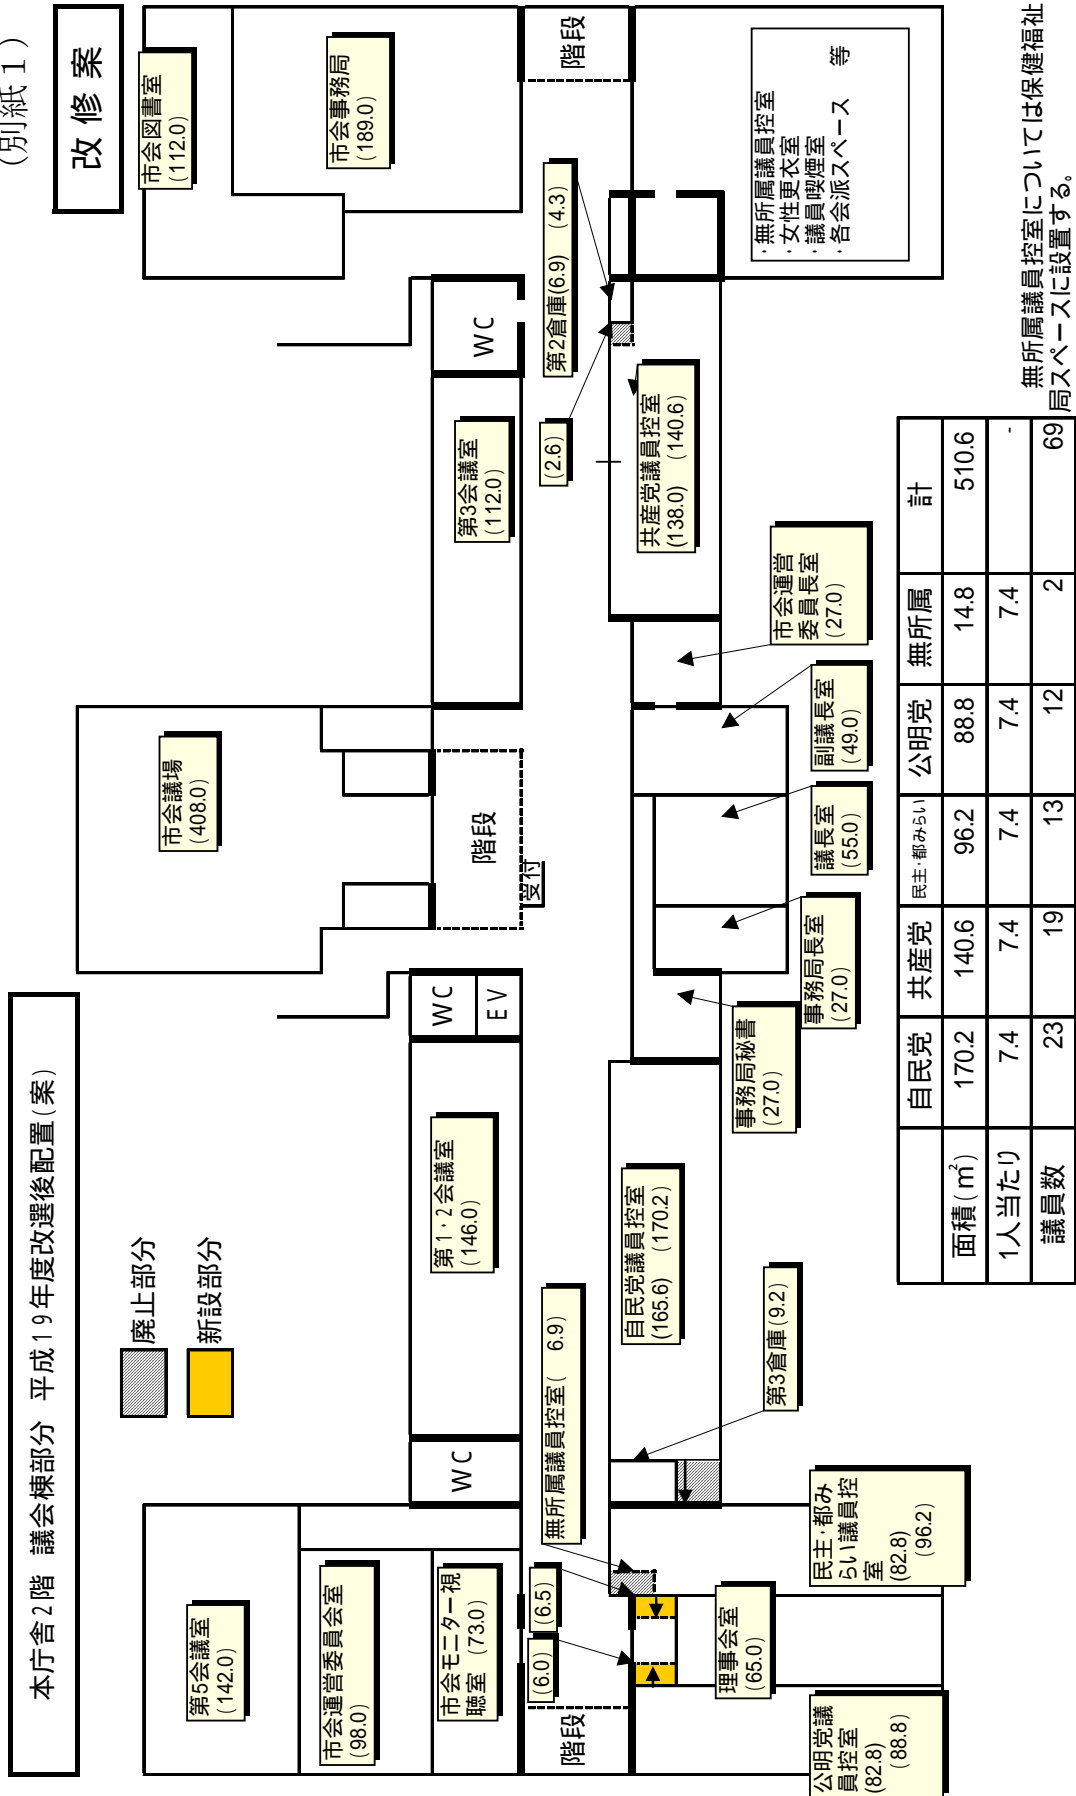 (別紙１)
改 修 案
本庁舎2階 議会棟部分 平成19年度改選後配置(案)
廃止部分
新設部分
第5会議室
(142.0)
市会運営委員会室
(98.0)
市会モニター視
聴室 (73.0)
WC
第１・２会議室
(146.0)
WC
EV
市会議場
(408.0)
階段
受付
第3会議室
(112.0)
WC
市会図書室
(112.0)
市会事務局
(189.0)
階段
階段
(6.0)
(6.5)
無所属議員控室( 6.9)
(2.6)
第2倉庫(6.9) (4.3)
公明党議
員控室
(82.8)
(88.8)
理事会室
(65.0)
民主･都み
らい議員控
室
(82.8)
(96.2)
第3倉庫(9.2)
自民党議員控室
(165.6) (170.2)
事務局秘書
(27.0)
事務局長室
(27.0)
議長室
(55.0)
副議長室
(49.0)
市会運営
委員長室
(27.0)
共産党議員控室
(138.0) (140.6)
･無所属議員控室
･女性更衣室
･議員喫煙室
･各会派スペース 等
自民党 共産党 民主･都みらい 公明党 無所属 計
面積(㎡) 170.2 140.6 96.2 88.8 14.8 510.6
1人当たり 7.4 7.4 7.4 7.4 7.4 -
議員数 23 19 13 12 2 69
無所属議員控室については保健福祉
局スペースに設置する。